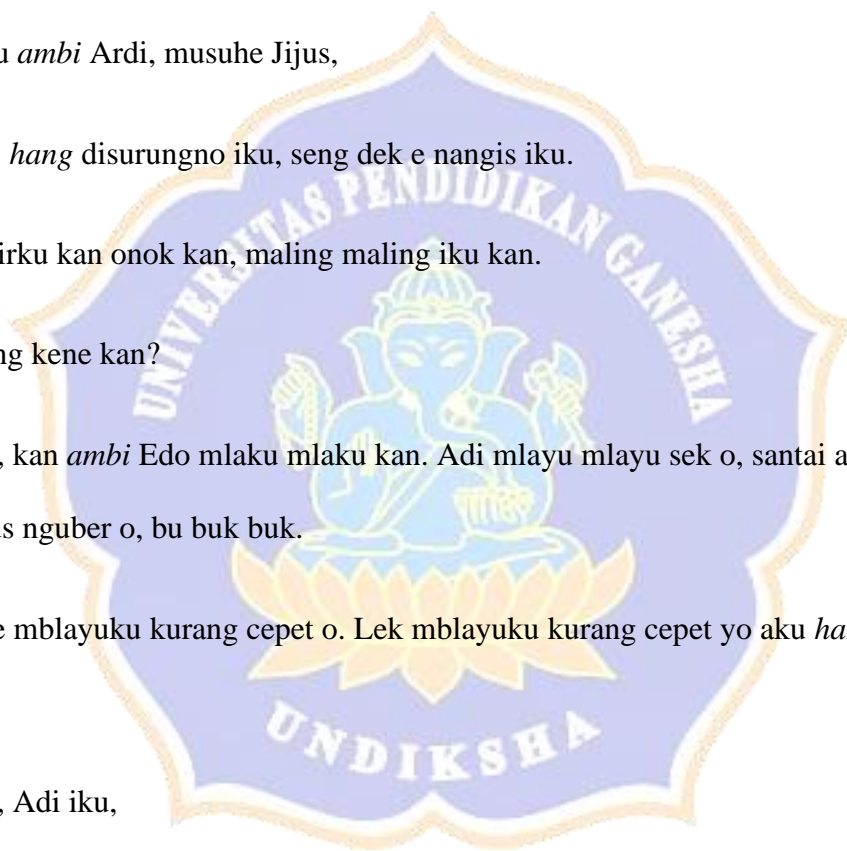 u ambi Ardi, musuhe Jijus,
hang disurungno iku, seng dek e nangis iku.
irku kan onok kan, maling maling iku kan.
ng kene kan?
, kan ambi Edo mlaku mlaku kan. Adi mlayu mlayu sek o, santai a
us nguber o, bu buk buk.
e mblayuku kurang cepet o. Lek mblayuku kurang cepet yo aku ha
, Adi iku,
UNIVERSITAS PENDIDIKAN GANESHA
UNDIKSHA